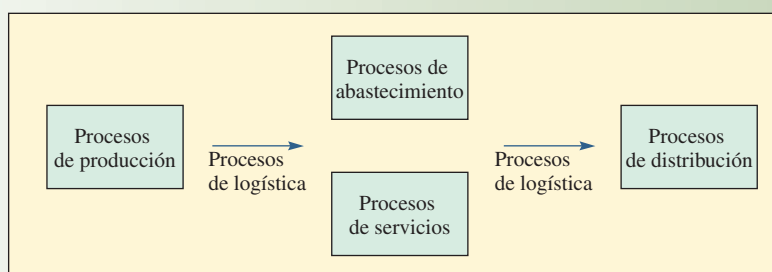 Procesos
de producción
Procesos
de logística
Procesos de
abastecimiento
Procesos
de servicios
Procesos
de logística
Procesos
de distribución